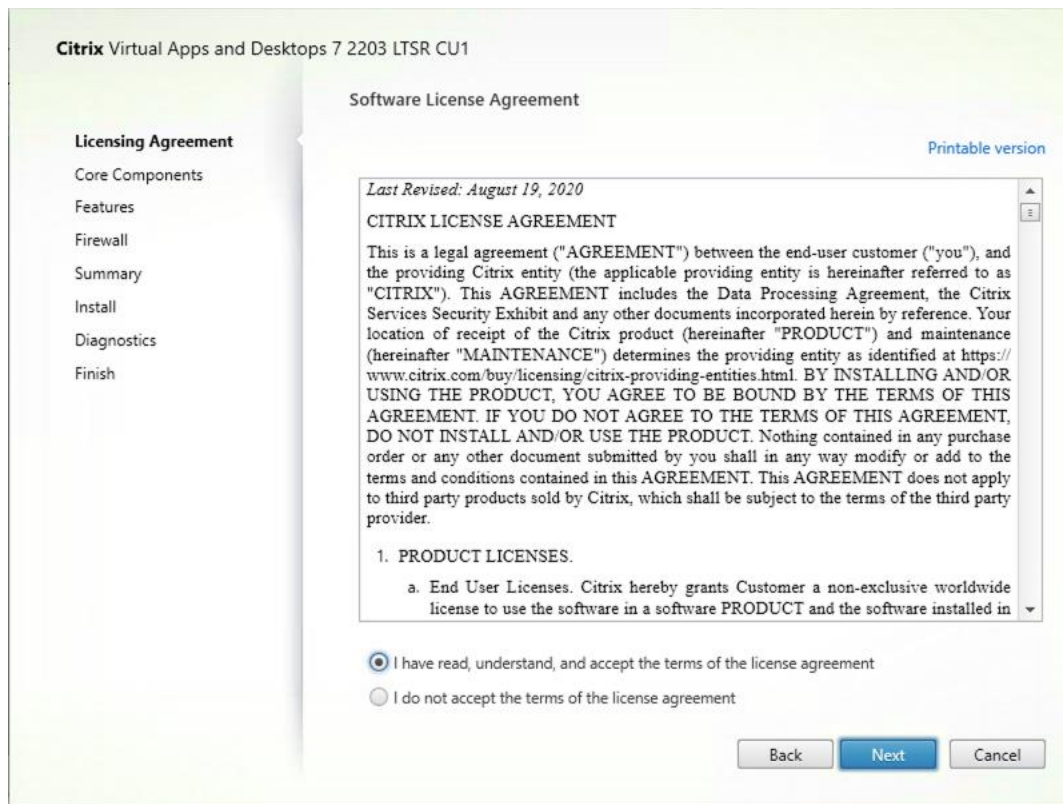 Citrix Virtual Apps and Desktops 7 2203 LTSR CU1
Software License Agreement
Licensing Agreement
Core Components
Features
Firewall
Summary
Install
Diagnostics
Finish
Printable version
Last Revised: August 19, 2020
CITRIX LICENSE AGREEMENT
This is a legal agreement ("AGREEMENT") between the end-user customer ("you"), and
the providing Citrix entity (the applicable providing entity is hereinafter referred to as
"CITRIX"). This AGREEMENT includes the Data Processing Agreement, the Citrix
Services Security Exhibit and any other documents incorporated herein by reference. Your
location of receipt of the Citrix product (hereinafter "PRODUCT") and maintenance
(hereinafter "MAINTENANCE") determines the providing entity as identified at https://
www.citrix.com/buy/licensing/citrix-providing-entities.html. BY INSTALLING AND/OR
USING THE PRODUCT, YOU AGREE TO BE BOUND BY THE TERMS OF THIS
AGREEMENT. IF YOU DO NOT AGREE TO THE TERMS OF THIS AGREEMENT,
DO NOT INSTALL AND/OR USE THE PRODUCT. Nothing contained in any purchase
order or any other document submitted by you shall in any way modify or add to the
terms and conditions contained in this AGREEMENT. This AGREEMENT does not apply
to third party products sold by Citrix, which shall be subject to the terms of the third party
provider.
1. PRODUCT LICENSES.
a. End User Licenses. Citrix hereby grants Customer a non-exclusive worldwide
license to use the software in a software PRODUCT and the software installed in
I have read, understand, and accept the terms of the license agreement
I do not accept the terms of the license agreement
Back
Next
Cancel